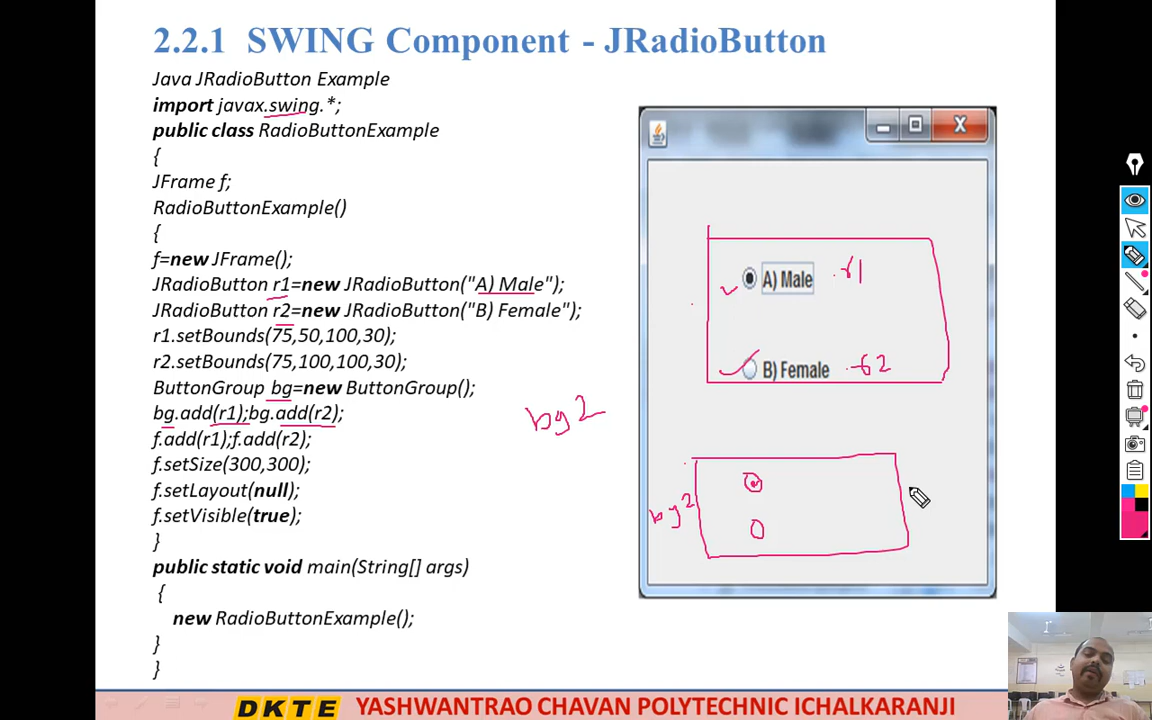 2.2.1 SWING Component - JRadioButton
Java JRadioButton Example
import javax.swing.*;
public class RadioButtonExample
{
JFrame f;
RadioButtonExample()
{
f=new JFrame();
JRadioButton r1=new JRadioButton("A) Male");
JRadioButton r2=new JRadioButton("B) Female");
r1.setBounds(75,50,100,30);
r2.setBounds(75,100,100,30);
ButtonGroup bg=new ButtonGroup();
bg.add(r1);bg.add(r2);
f.add(r1);f.add(r2);
f.setSize(300,300);
f.setLayout(null);
f.setVisible(true);
}
public static void main(String[] args)
{
new RadioButtonExample();
}
}
A) Male r1
B) Female r2
bg2
bg2
DKTE YASHWANTRAO CHAVAN POLYTECHNIC ICHALKARANJI